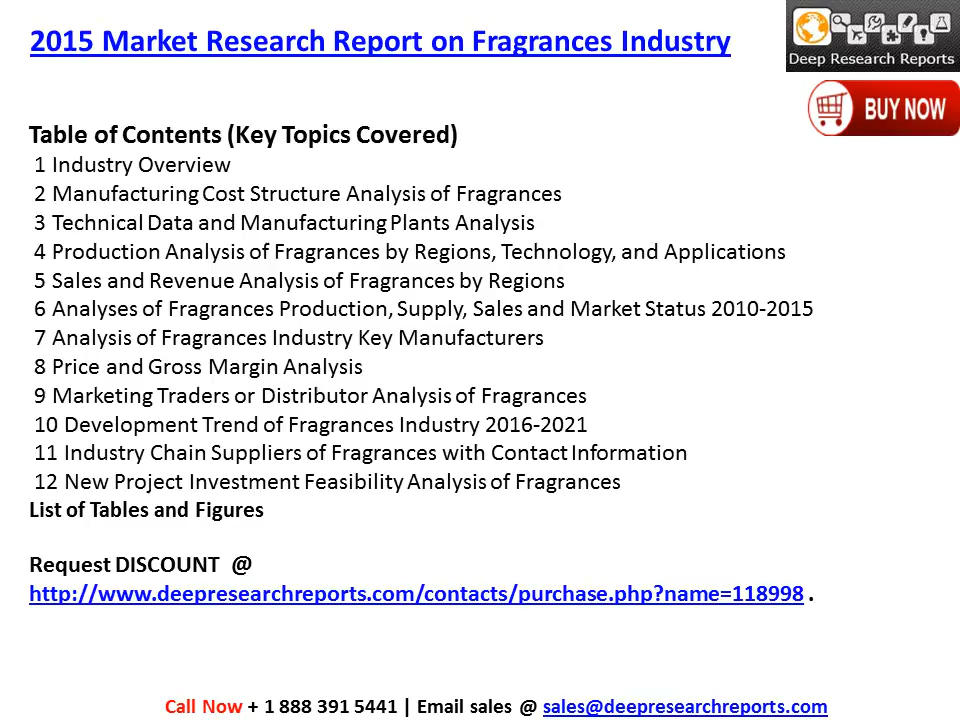 2015 Market Research Report on Fragrances Industry
Deep Research Reports
BUY NOW
Table of Contents (Key Topics Covered)
1 Industry Overview
2 Manufacturing Cost Structure Analysis of Fragrances
3 Technical Data and Manufacturing Plants Analysis
4 Production Analysis of Fragrances by Regions, Technology, and Applications
5 Sales and Revenue Analysis of Fragrances by Regions
6 Analyses of Fragrances Production, Supply, Sales and Market Status 2010-2015
7 Analysis of Fragrances Industry Key Manufacturers
8 Price and Gross Margin Analysis
9 Marketing Traders or Distributor Analysis of Fragrances
10 Development Trend of Fragrances Industry 2016-2021
11 Industry Chain Suppliers of Fragrances with Contact Information
12 New Project Investment Feasibility Analysis of Fragrances
List of Tables and Figures
Request DISCOUNT @
http://www.deepresearchreports.com/contacts/purchase.php?name=118998 .
Call Now + 1 888 391 5441 | Email sales @ sales@deepresearchreports.com